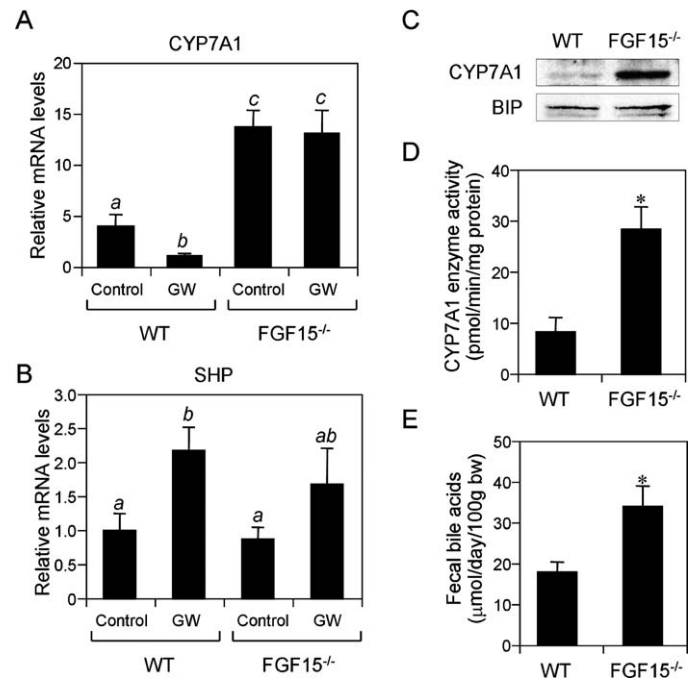 A
CYP7A1
Relative mRNA levels
20
15
10
5
0
a
b
c
c
Control
GW
Control
GW
WT
FGF15-/-
B
SHP
Relative mRNA levels
3.0
2.5
2.0
1.5
1.0
0.5
0.0
a
b
a
ab
Control
GW
Control
GW
WT
FGF15-/-
C
WT FGF15-/-
CYP7A1
BIP
D
CYP7A1 enzyme activity
(pmol/min/mg protein)
40
30
20
10
0
*
WT
FGF15-/-
E
Fecal bile acids
(µmol/day/100g bw)
50
40
30
20
10
0
*
WT
FGF15-/-